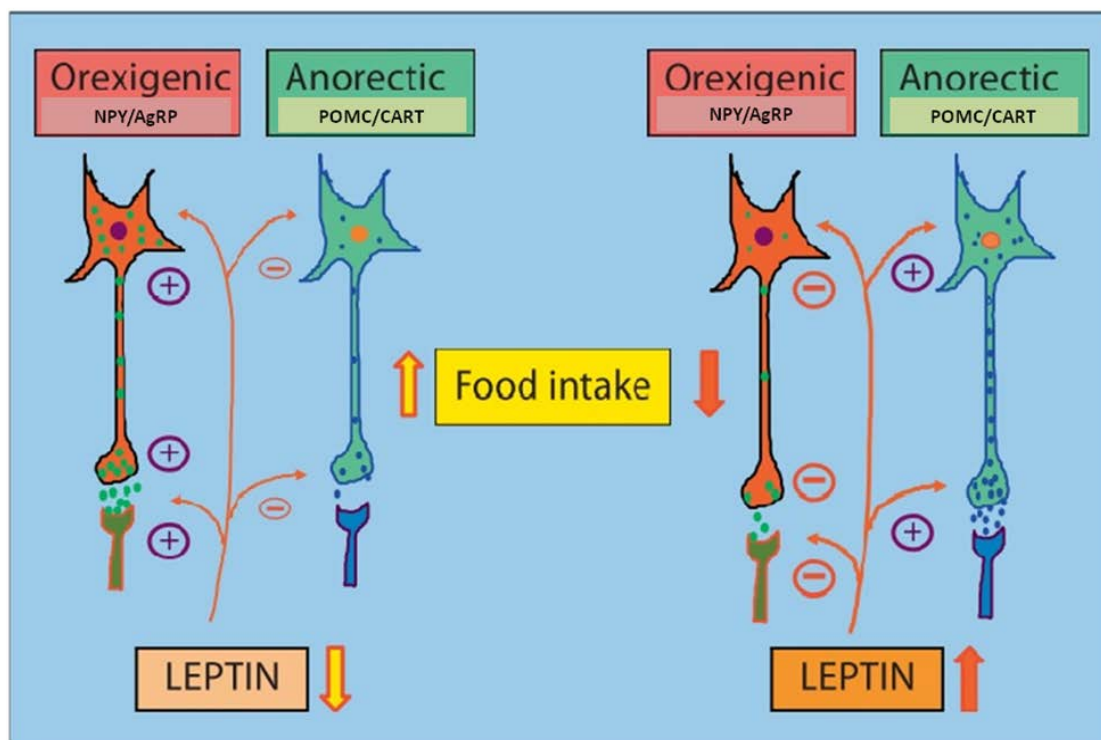 Orexigenic
NPY/AgRP
Anorectic
POMC/CART
Orexigenic
NPY/AgRP
Anorectic
POMC/CART
+
−
−
+
+
Food intake
+
−
+
−
−
+
−
LEPTIN
LEPTIN